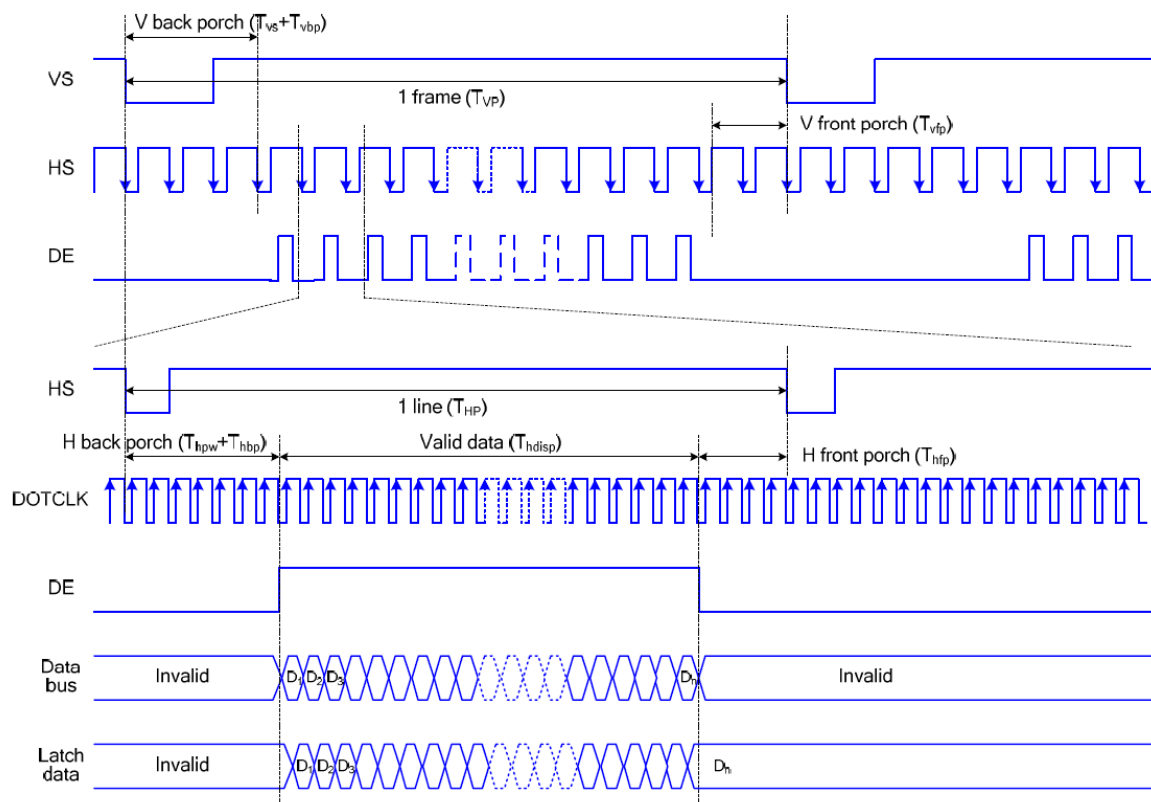 V back porch (Tvs+Tvbp)
VS
1 frame (TVP)
V front porch (Tvfp)
HS
DE
HS
1 line (THP)
H back porch (Thpw+Thbp)
Valid data (Thdisp)
H front porch (Thfp)
DOTCLK
DE
Data
bus
Invalid
D1
D2
D3
Dn
Invalid
Latch
data
Invalid
D1
D2
D3
Dn